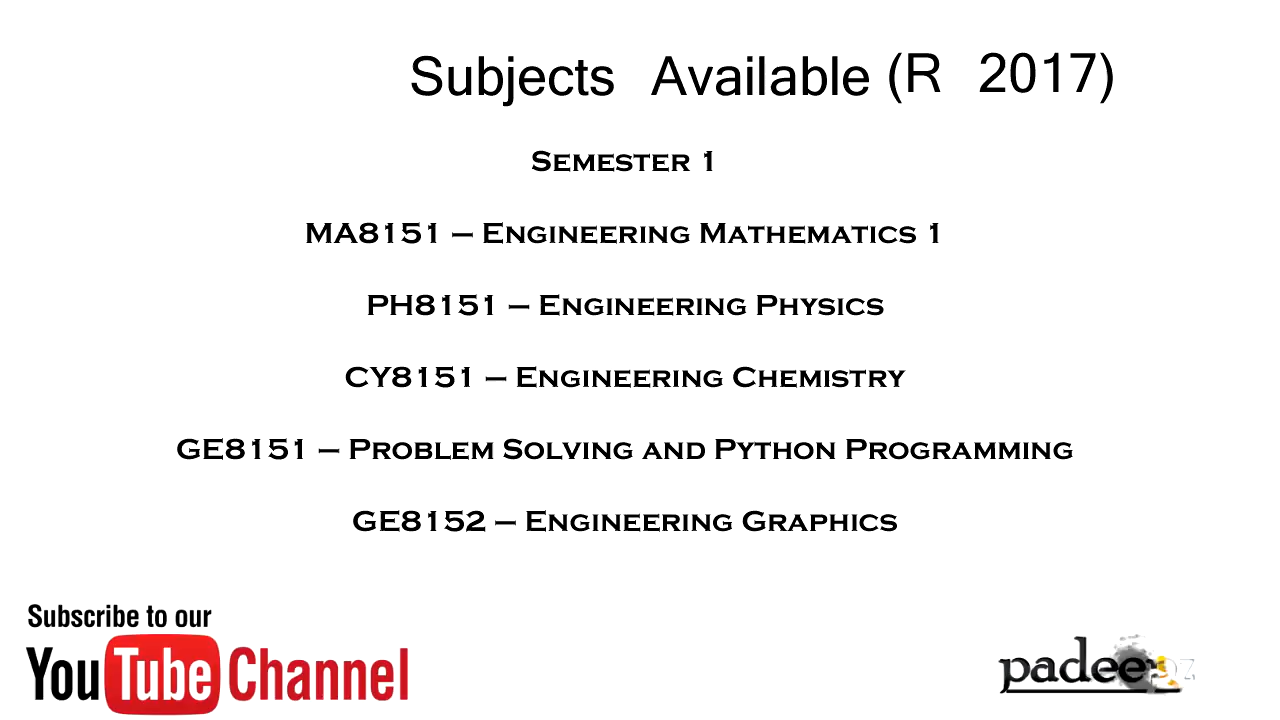 Subjects Available (R 2017)
Semester 1
MA8151 – Engineering Mathematics 1
PH8151 – Engineering Physics
CY8151 – Engineering Chemistry
GE8151 – Problem Solving and Python Programming
GE8152 – Engineering Graphics
Subscribe to our
YouTube Channel